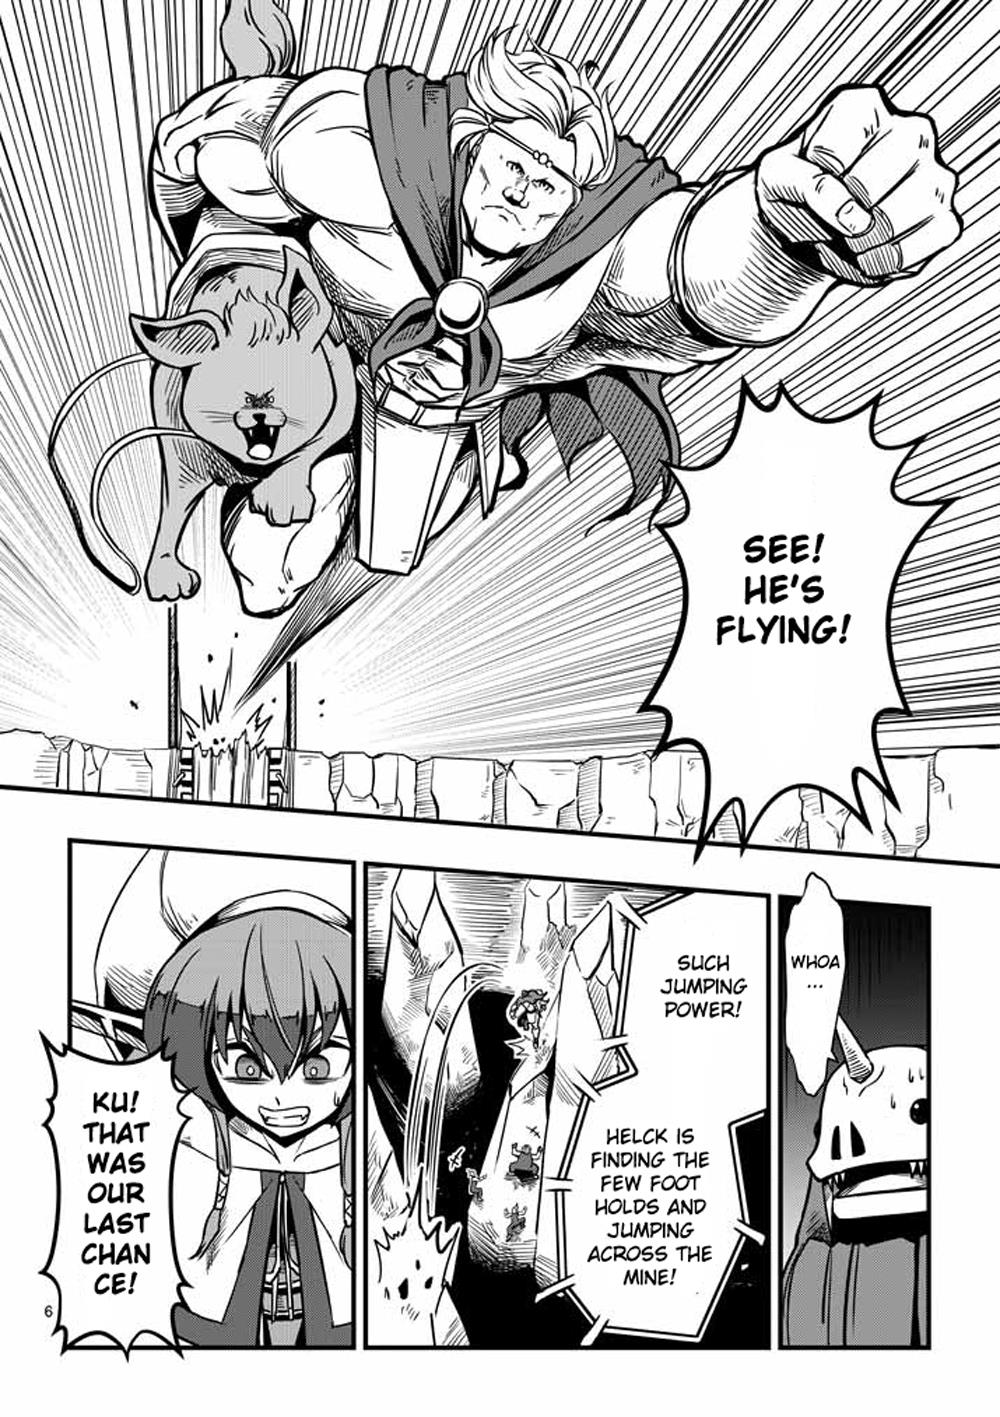 SEE!
HE'S
FLYING!
WHOA
...
SUCH
JUMPING
POWER!
HELCK IS
FINDING THE
FEW FOOT
HOLDS AND
JUMPING
ACROSS THE
MINE!
KU!
THAT
WAS
OUR
LAST
CHAN
CE!
6